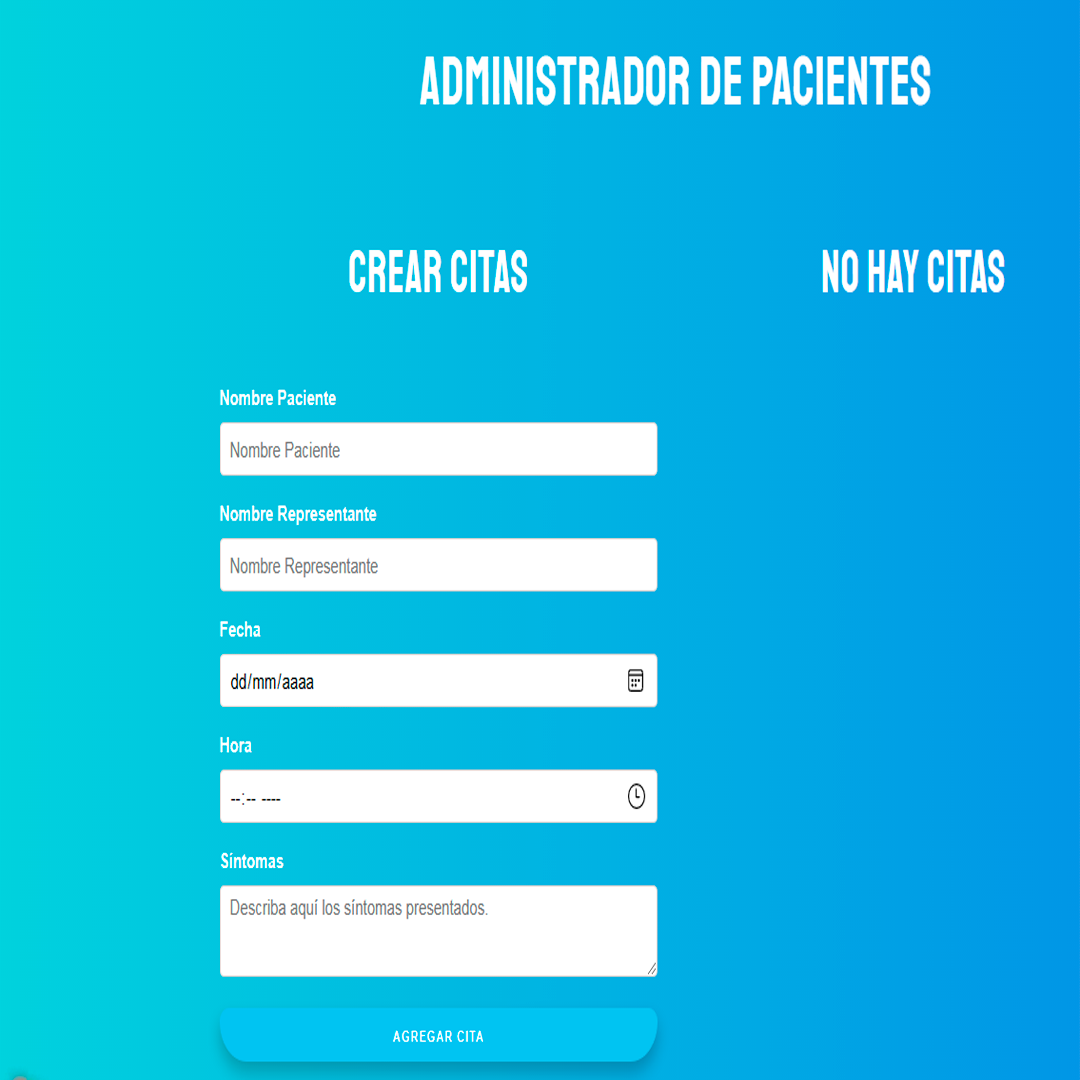 ADMINISTRADOR DE PACIENTES
CREAR CITAS
NO HAY CITAS
Nombre Paciente
Nombre Paciente
Nombre Representante
Nombre Representante
Fecha
dd/mm/aaaa
Hora
--:-- ----
Síntomas
Describa aquí los síntomas presentados.
AGREGAR CITA